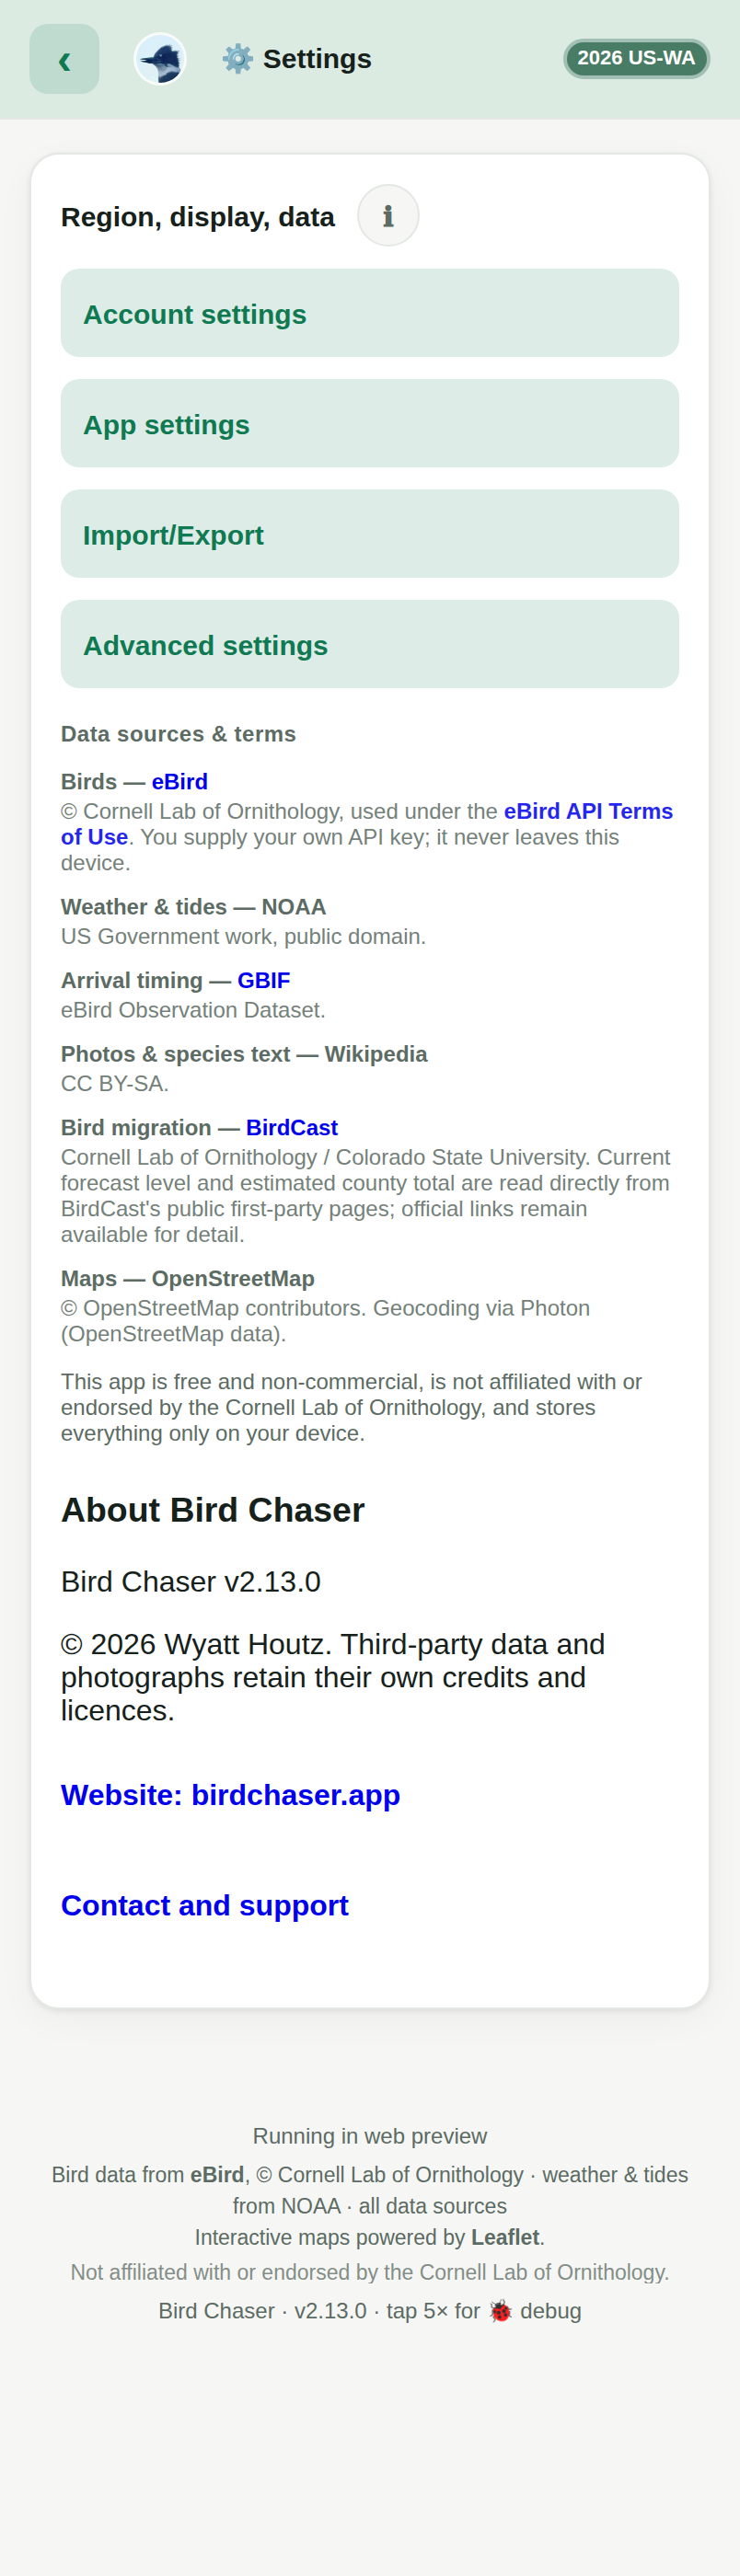 ‹ ⚙️ Settings 2026 US-WA
Region, display, data ℹ
Account settings
App settings
Import/Export
Advanced settings
Data sources & terms
Birds — eBird
© Cornell Lab of Ornithology, used under the eBird API Terms
of Use. You supply your own API key; it never leaves this
device.
Weather & tides — NOAA
US Government work, public domain.
Arrival timing — GBIF
eBird Observation Dataset.
Photos & species text — Wikipedia
CC BY-SA.
Bird migration — BirdCast
Cornell Lab of Ornithology / Colorado State University. Current
forecast level and estimated county total are read directly from
BirdCast's public first-party pages; official links remain
available for detail.
Maps — OpenStreetMap
© OpenStreetMap contributors. Geocoding via Photon
(OpenStreetMap data).
This app is free and non-commercial, is not affiliated with or
endorsed by the Cornell Lab of Ornithology, and stores
everything only on your device.
About Bird Chaser
Bird Chaser v2.13.0
© 2026 Wyatt Houtz. Third-party data and
photographs retain their own credits and
licences.
Website: birdchaser.app
Contact and support
Running in web preview
Bird data from eBird, © Cornell Lab of Ornithology · weather & tides
from NOAA · all data sources
Interactive maps powered by Leaflet.
Not affiliated with or endorsed by the Cornell Lab of Ornithology.
Bird Chaser · v2.13.0 · tap 5× for 🐞 debug